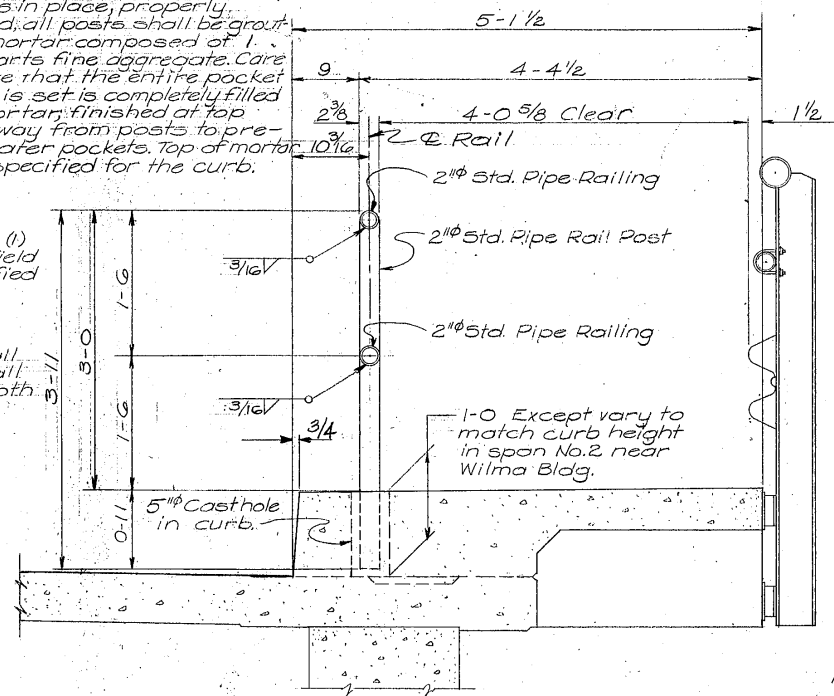 s in place, properly
d, all posts shall be grout-
mortar composed of 1
arts fine aggregate. Care
e that the entire pocket
is set is completely filled
rtar, finished at top
way from posts to pre-
ater pockets. Top of mortar
specified for the curb.
5-1 1/2
9
4-4 1/2
2 3/8
4-0 5/8 Clear
1 1/2
10 3/16
℄ Rail
2"φ Std. Pipe Railing
(1)
ield
fied
3/16
2"φ Std. Pipe Rail Post
1-6
3-0
3-11
2"φ Std. Pipe Railing
all
all
oth
3/16
1-6
3/4
1-0 Except vary to
match curb height
in span No.2 near
Wilma Bldg.
0-11
5"φ Cast hole
in curb.